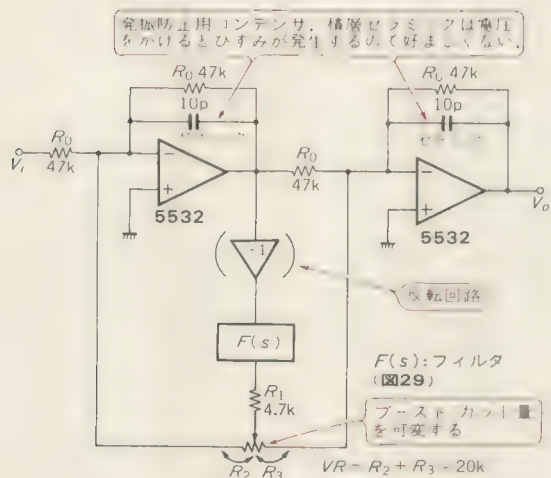 発振防止用コンデンサ．積層セラミックは電圧
をかけるとひずみが発生するので好ましくない．
R₀ 47k
10p
R₀ 47k
10p
Vᵢ
R₀
47k
−
+
5532
R₀
47k
−
+
5532
Vₒ
-1
反転回路
F(s)
F(s):フィルタ
(図29)
R₁
4.7k
ブースト カット
を可変する
R₂ R₃
VR - R₂ + R₃ - 20k